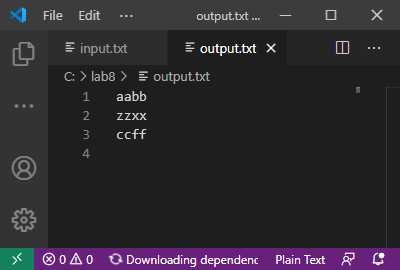 File Edit ··· output.txt ...
input.txt output.txt
C: > lab8 > output.txt
1 aabb
2 zzxx
3 ccff
4
0 0 Downloading dependenc Plain Text